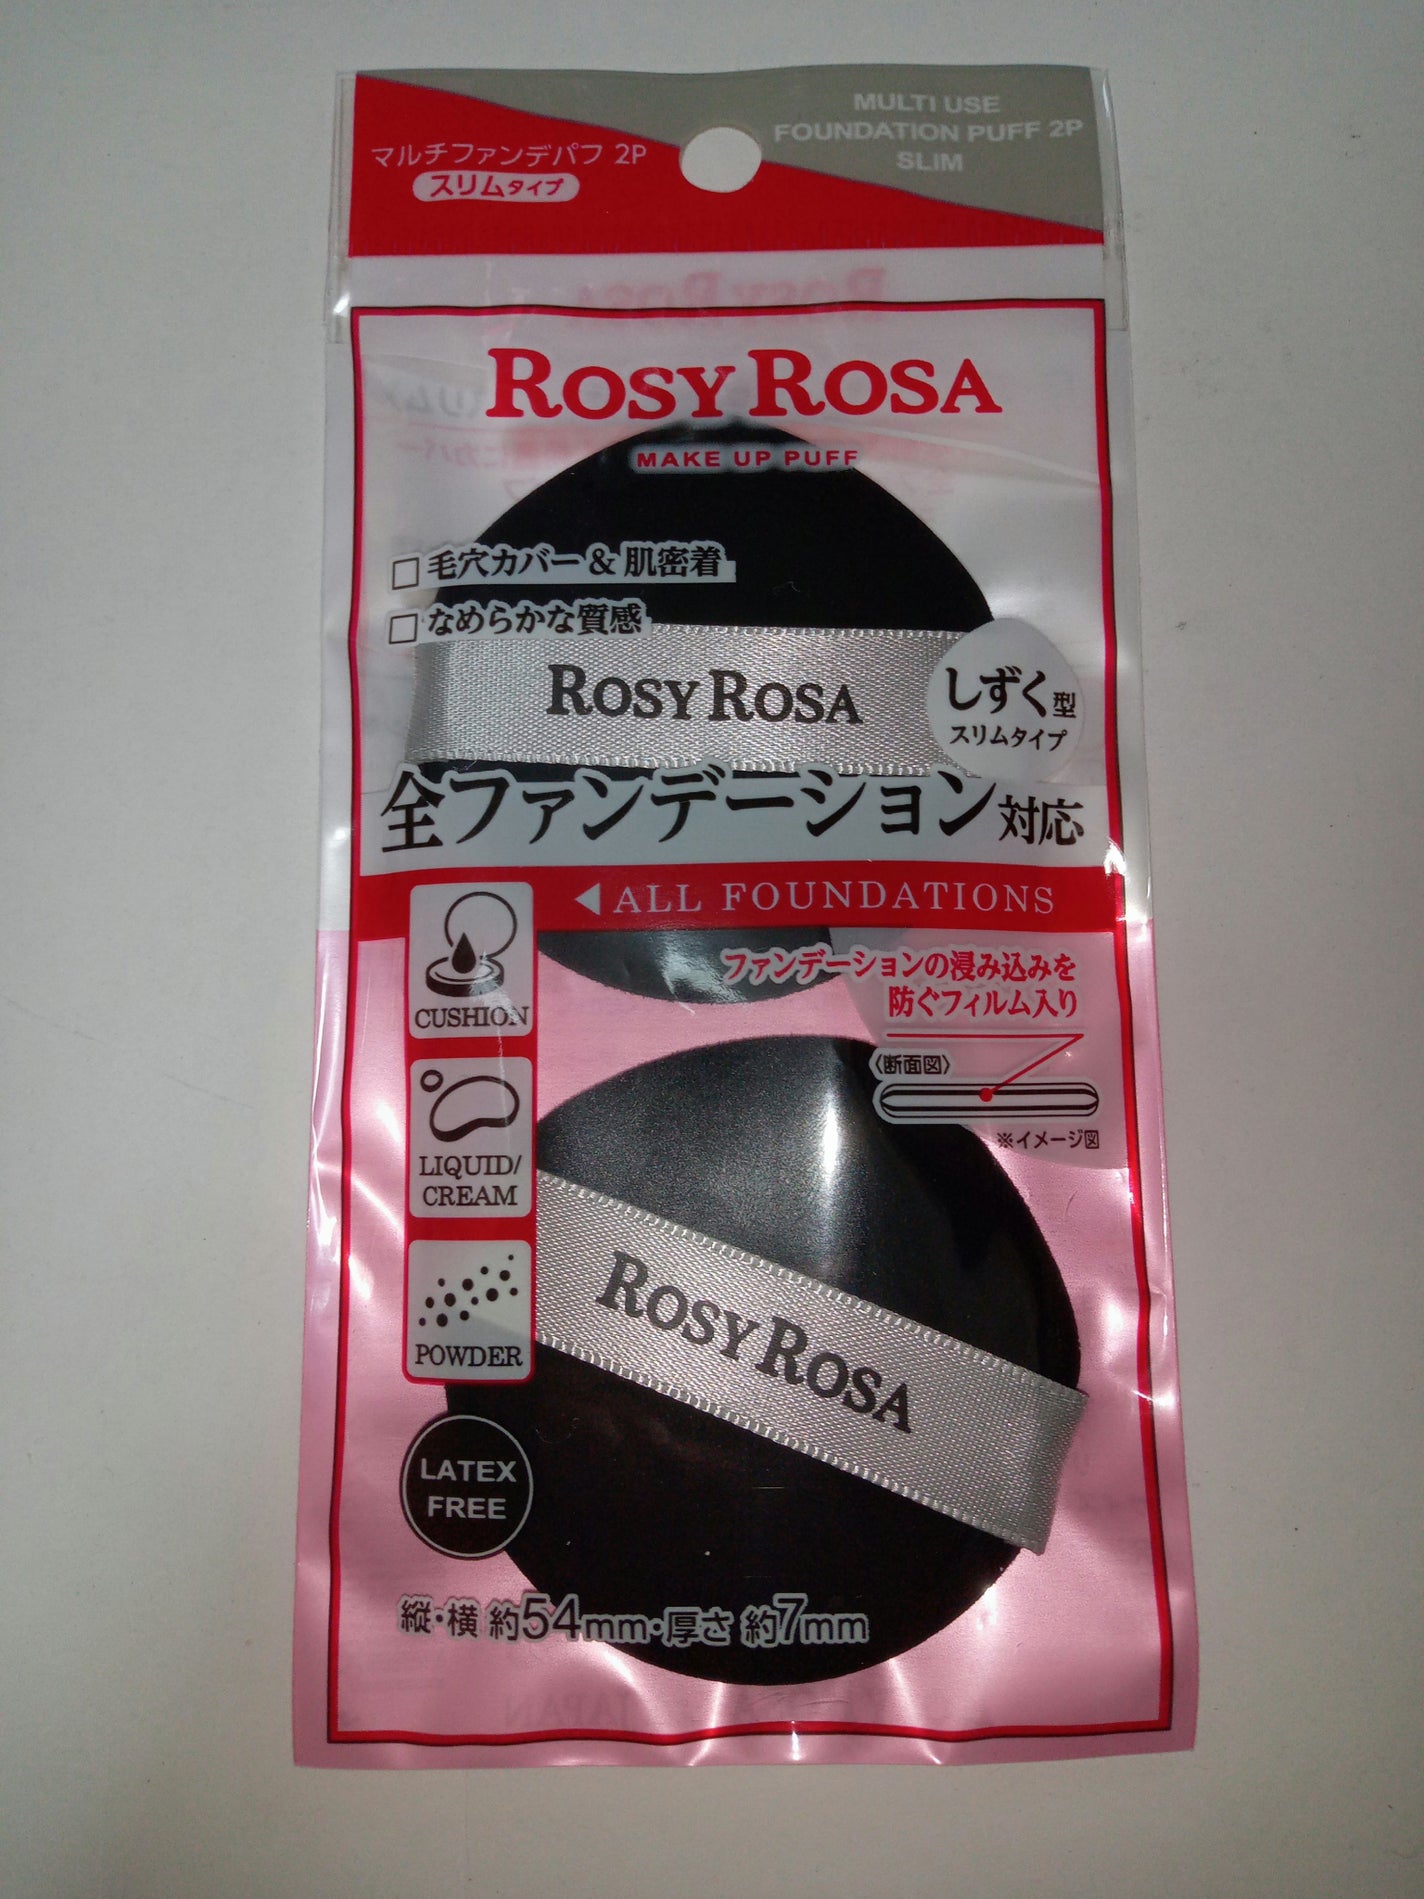 マルチファンデパフ 2P
スリムタイプ
MULTI USE
FOUNDATION PUFF 2P
SLIM
ROSY ROSA
MAKE UP PUFF
□毛穴カバー&肌密着
□なめらかな質感
ROSY ROSA
しずく型
スリムタイプ
全ファンデーション対応
◀ALL FOUNDATIONS
CUSHION
ファンデーションの浸み込みを
防ぐフィルム入り
〈断面図〉
※イメージ図
LIQUID/
CREAM
POWDER
ROSY ROSA
LATEX
FREE
縦・横 約54mm・厚さ 約7mm